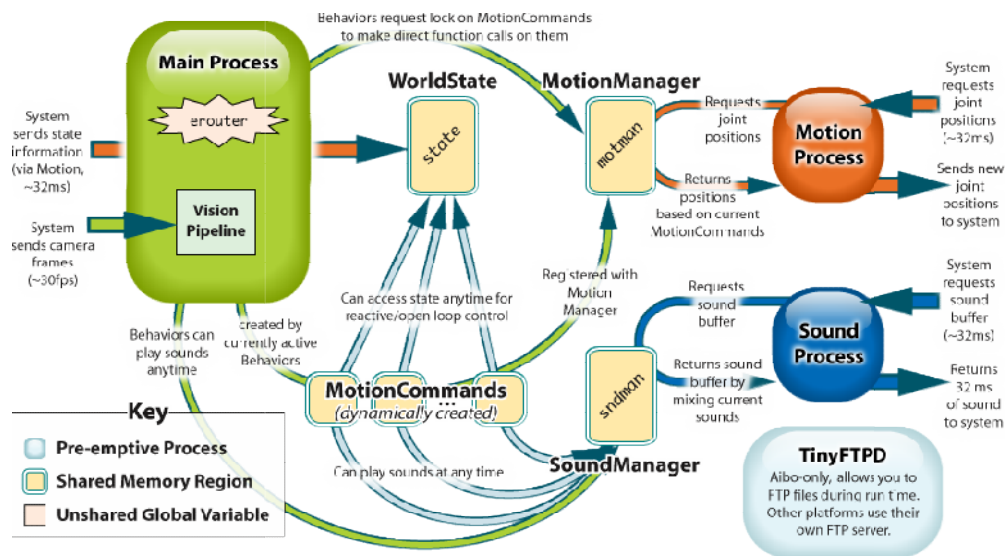 Behaviors request lock on MotionCommands
to make direct function calls on them
Main Process
erouter
Vision
Pipeline
System
sends state
information
(via Motion,
~32ms)
System
sends camera
frames
(~30fps)
WorldState
state
MotionManager
motman
Requests
joint
positions
Returns
positions
based on current
MotionCommands
Motion
Process
System
requests
joint
positions
(~32ms)
Sends new
joint
positions
to system
Can access state anytime for
reactive/open loop control
Registered with
Motion
Manager
Behaviors can
play sounds
anytime
created by
currently active
Behaviors
MotionCommands
...
(dynamically created)
Can play sounds at any time
sndman
SoundManager
Requests
sound
buffer
Returns sound
buffer by
mixing current
sounds
Sound
Process
System
requests
sound
buffer
(~32ms)
Returns
32 ms
of sound
to system
Key
Pre-emptive Process
Shared Memory Region
Unshared Global Variable
TinyFTPD
Aibo-only, allows you to
FTP files during run time.
Other platforms use their
own FTP server.